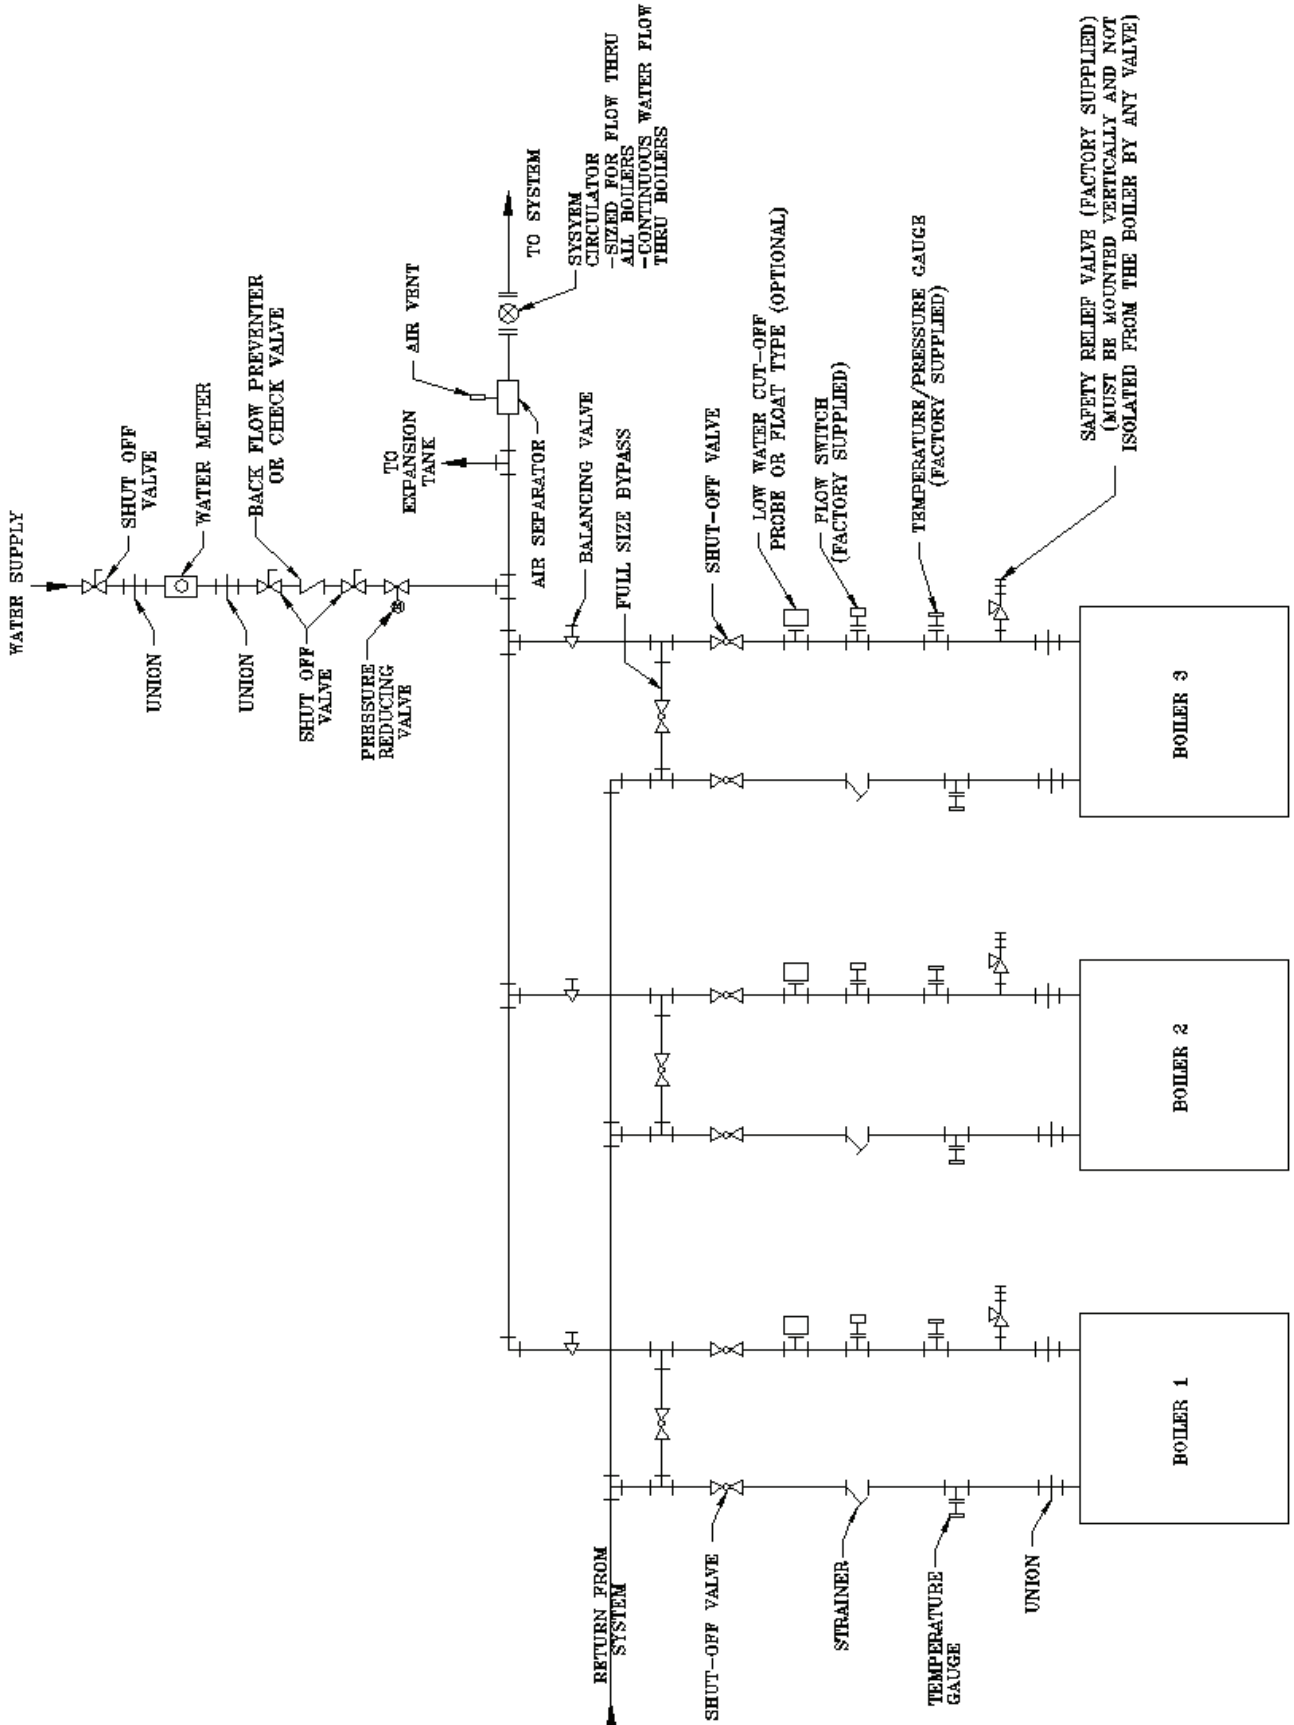 WATER SUPPLY
SHUT OFF
VALVE
WATER METER
BACK FLOW PREVENTER
OR CHECK VALVE
UNION
UNION
SHUT OFF
VALVE
PRESSURE
REDUCING
VALVE
TO
EXPANSION
TANK
AIR VENT
AIR SEPARATOR
TO SYSTEM
SYSYEM
CIRCULATOR
-SIZED FOR FLOW THRU
ALL BOILERS
-CONTINUOUS WATER FLOW
THRU BOILERS
BALANCING VALVE
FULL SIZE BYPASS
SHUT-OFF VALVE
LOW WATER CUT-OFF
PROBE OR FLOAT TYPE (OPTIONAL)
FLOW SWITCH
(FACTORY SUPPLIED)
TEMPERATURE/PRESSURE GAUGE
(FACTORY SUPPLIED)
SAFETY RELIEF VALVE (FACTORY SUPPLIED)
(MUST BE MOUNTED VERTICALLY AND NOT
ISOLATED FROM THE BOILER BY ANY VALVE)
RETURN FROM
SYSTEM
SHUT-OFF VALVE
STRAINER
TEMPERATURE
GAUGE
UNION
BOILER 1
BOILER 2
BOILER 3